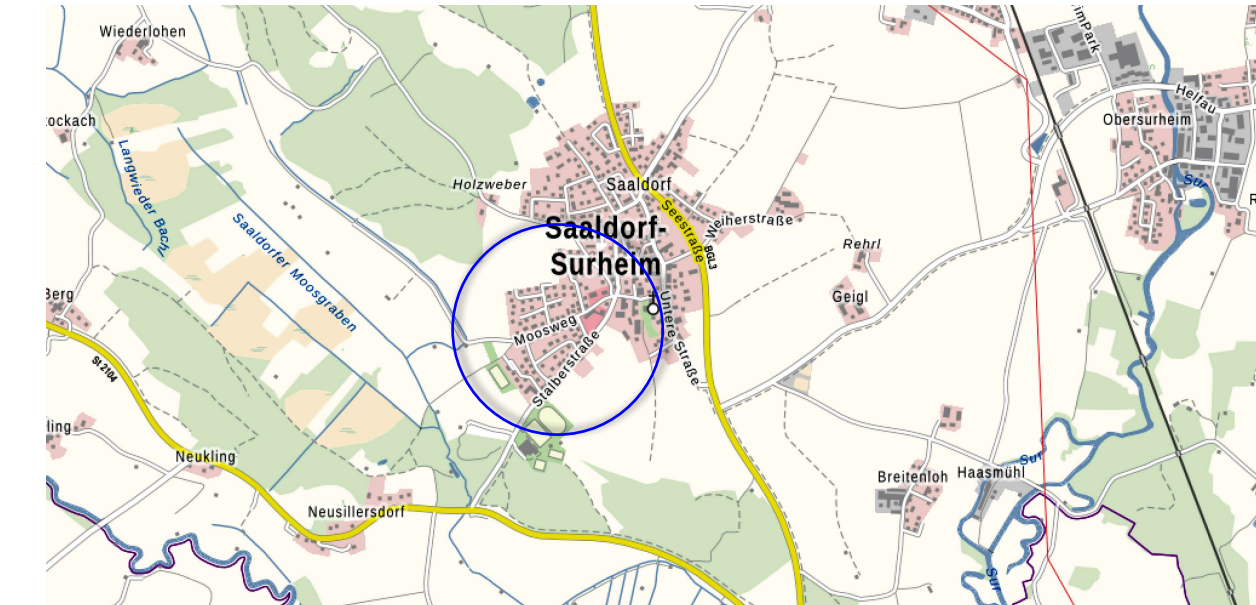 Wiederlohen
Helfau
Obersurheim
Langwieder Bach
Saaldorf
Holzweber
Sur
Seestraße
Weiherstraße
Saaldorfer Moosgraben
Saaldorf-
Surheim
BGL3
Rehrl
Berg
Geigl
Untere Straße
Moosweg
St 2104
Stalberstraße
Neukling
Sur
Breitenloh
Haasmühl
Neusillersdorf
Sur